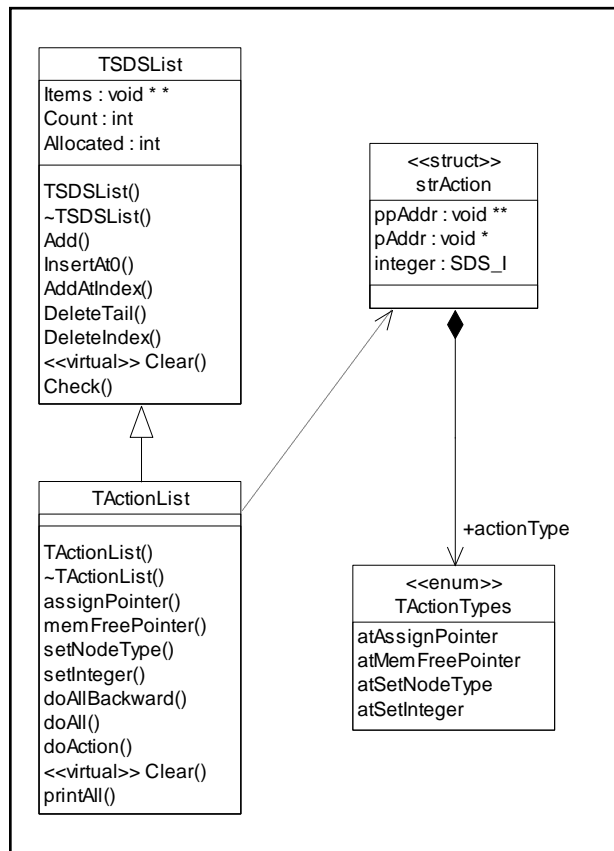 TSDSList
Items : void * *
Count : int
Allocated : int
TSDSList()
~TSDSList()
Add()
InsertAt0()
AddAtIndex()
DeleteTail()
DeleteIndex()
<<virtual>> Clear()
Check()
<<struct>>
strAction
ppAddr : void **
pAddr : void *
integer : SDS_I
TActionList
TActionList()
~TActionList()
assignPointer()
memFreePointer()
setNodeType()
setInteger()
doAllBackward()
doAll()
doAction()
<<virtual>> Clear()
printAll()
+actionType
<<enum>>
TActionTypes
atAssignPointer
atMemFreePointer
atSetNodeType
atSetInteger